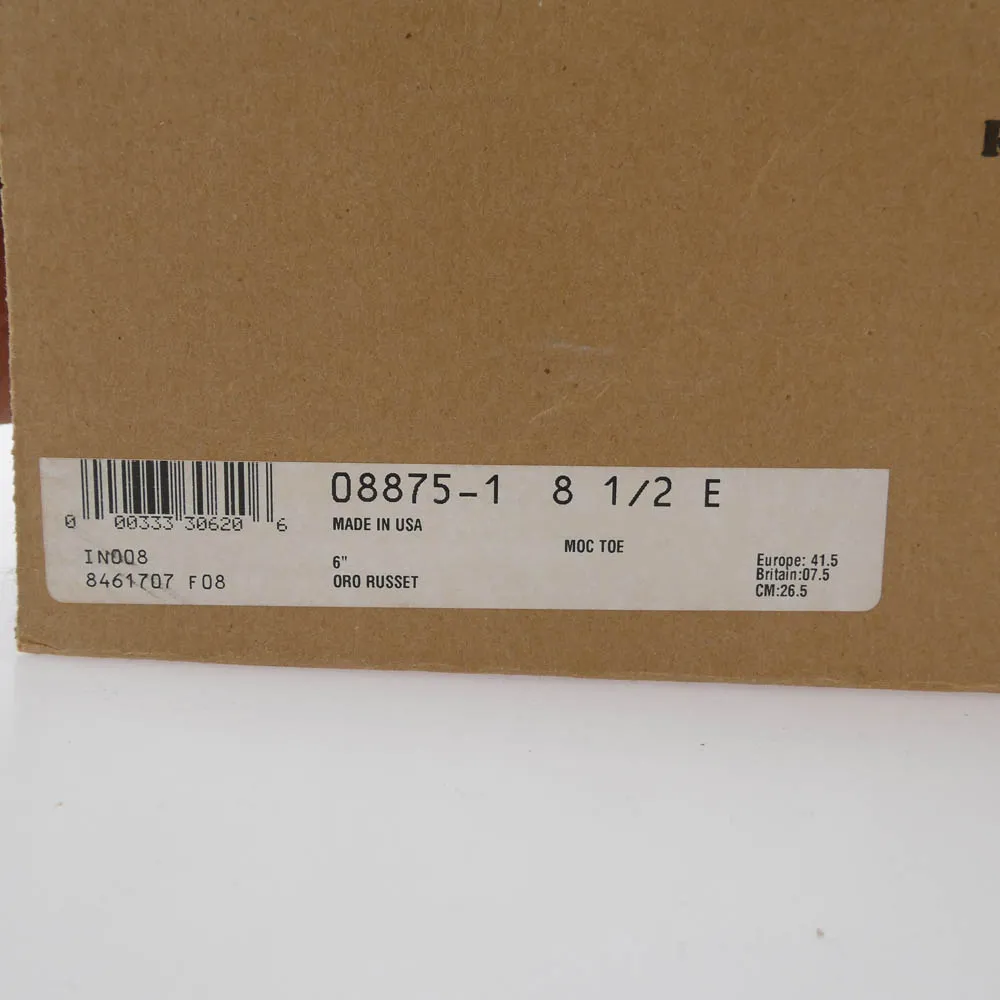 08875-1 8 1/2 E
0 00333 30620 6
MADE IN USA
MOC TOE
IN008
6"
Europe: 41.5
8461707 F08
ORO RUSSET
Britain:07.5
CM:26.5